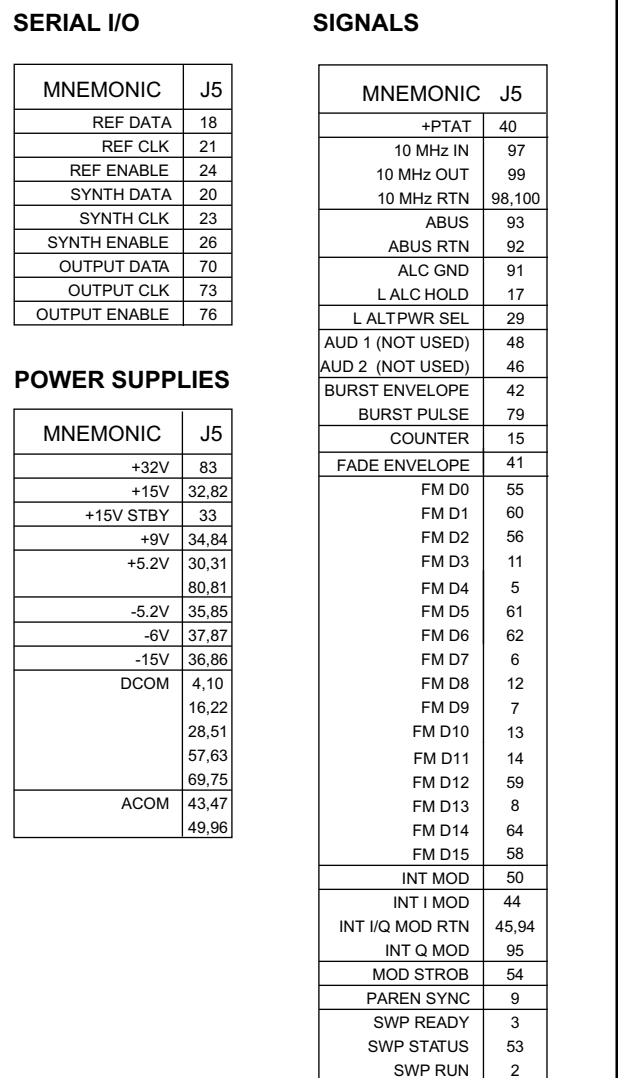 SERIAL I/O
MNEMONIC J5
REF DATA 18
REF CLK 21
REF ENABLE 24
SYNTH DATA 20
SYNTH CLK 23
SYNTH ENABLE 26
OUTPUT DATA 70
OUTPUT CLK 73
OUTPUT ENABLE 76
POWER SUPPLIES
MNEMONIC J5
+32V 83
+15V 32,82
+15V STBY 33
+9V 34,84
+5.2V 30,31
80,81
-5.2V 35,85
-6V 37,87
-15V 36,86
DCOM 4,10
16,22
28,51
57,63
69,75
ACOM 43,47
49,96
SIGNALS
MNEMONIC J5
+PTAT 40
10 MHz IN 97
10 MHz OUT 99
10 MHz RTN 98,100
ABUS 93
ABUS RTN 92
ALC GND 91
L ALC HOLD 17
L ALTPWR SEL 29
AUD 1 (NOT USED) 48
AUD 2 (NOT USED) 46
BURST ENVELOPE 42
BURST PULSE 79
COUNTER 15
FADE ENVELOPE 41
FM D0 55
FM D1 60
FM D2 56
FM D3 11
FM D4 5
FM D5 61
FM D6 62
FM D7 6
FM D8 12
FM D9 7
FM D10 13
FM D11 14
FM D12 59
FM D13 8
FM D14 64
FM D15 58
INT MOD 50
INT I MOD 44
INT I/Q MOD RTN 45,94
INT Q MOD 95
MOD STROB 54
PAREN SYNC 9
SWP READY 3
SWP STATUS 53
SWP RUN 2